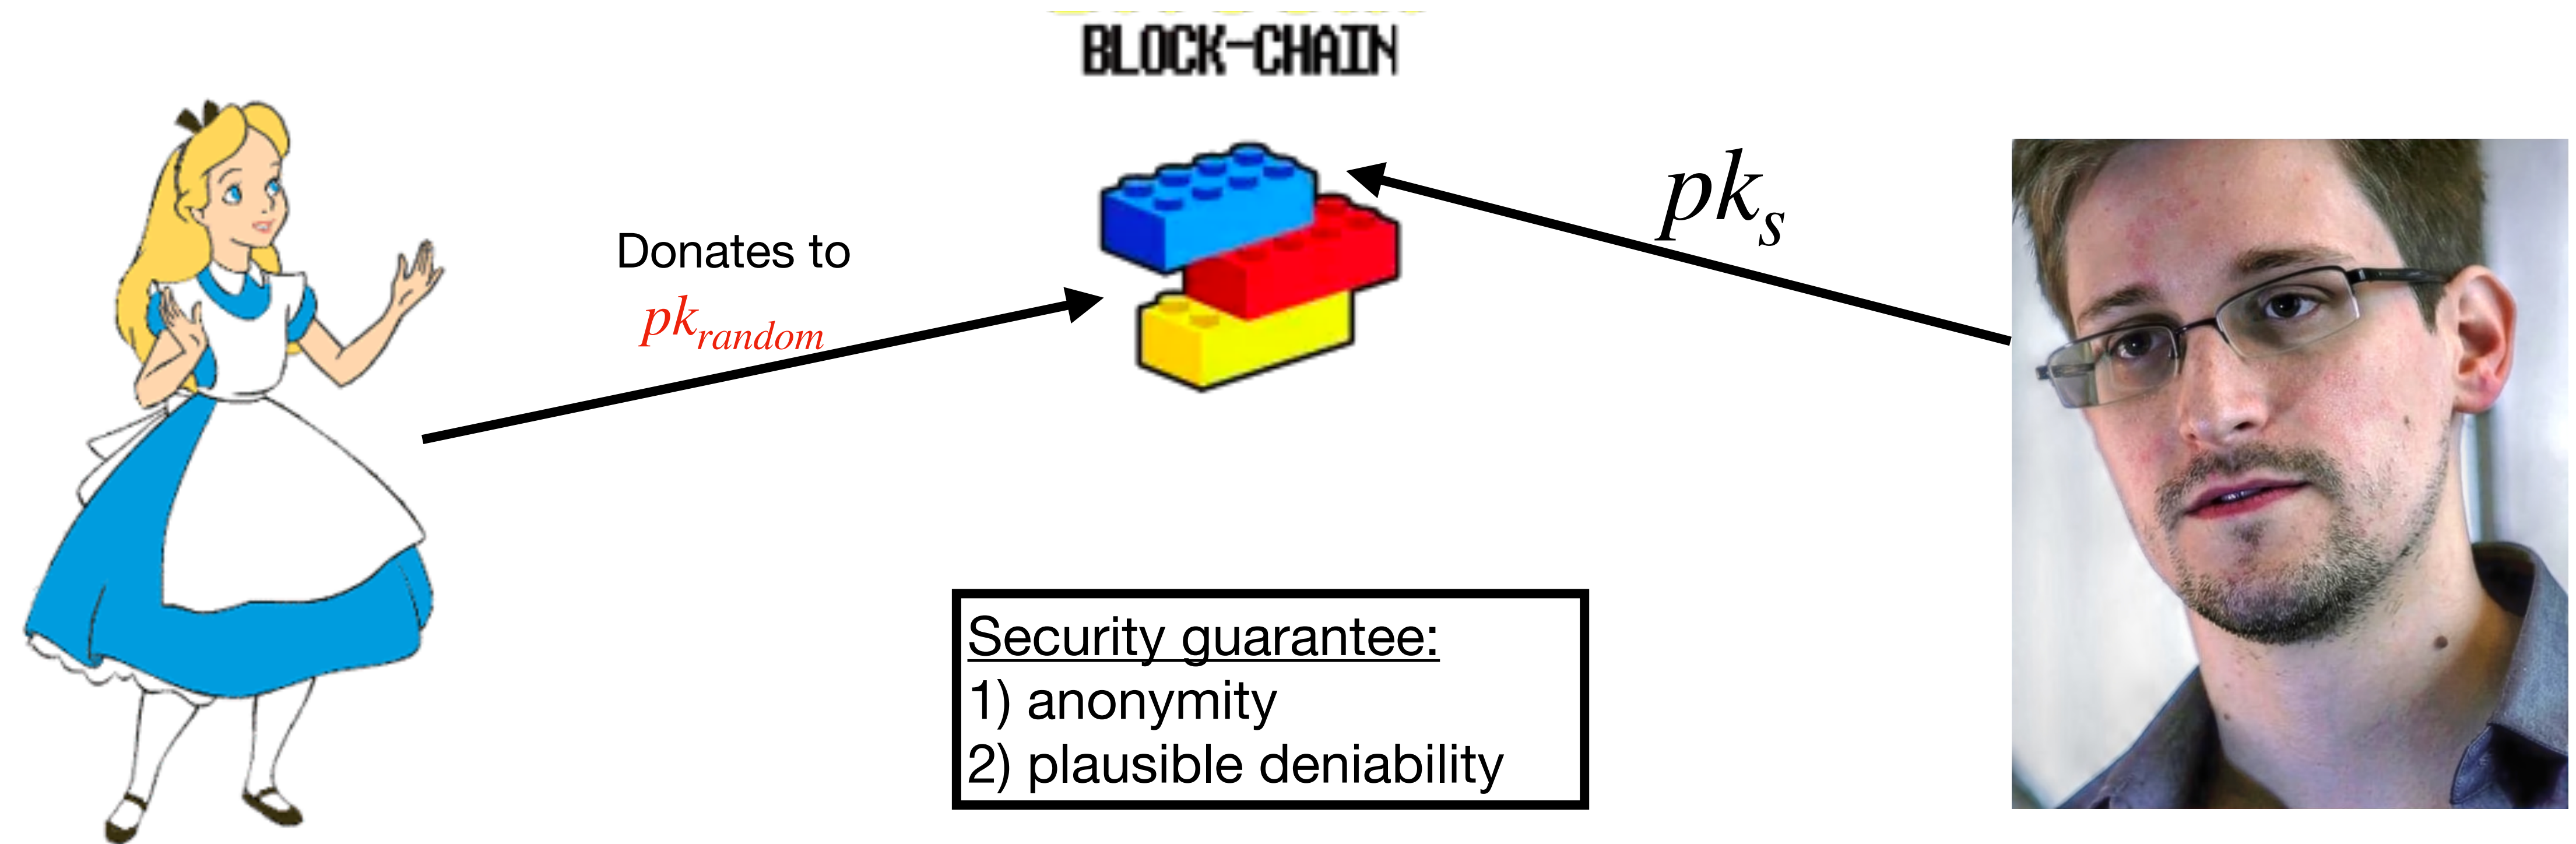 BLOCK-CHAIN
Donates to
pk_random
pk_s
Security guarantee:
1) anonymity
2) plausible deniability